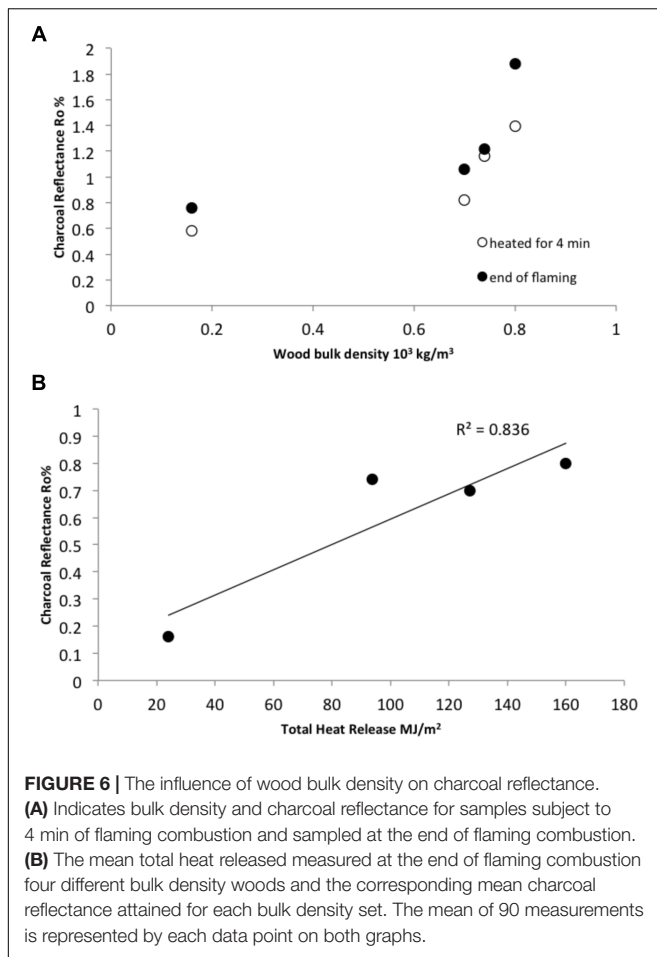 A
2
1.8
1.6
1.4
1.2
1
0.8
0.6
0.4
0.2
0
Charcoal Reflectance Ro %
heated for 4 min
end of flaming
0 0.2 0.4 0.6 0.8 1
Wood bulk density 10³ kg/m³
B
1
0.9
0.8
0.7
0.6
0.5
0.4
0.3
0.2
0.1
0
Charcoal Reflectance Ro%
R² = 0.836
0 20 40 60 80 100 120 140 160 180
Total Heat Release MJ/m²
FIGURE 6 | The influence of wood bulk density on charcoal reflectance.
(A) Indicates bulk density and charcoal reflectance for samples subject to
4 min of flaming combustion and sampled at the end of flaming combustion.
(B) The mean total heat released measured at the end of flaming combustion
four different bulk density woods and the corresponding mean charcoal
reflectance attained for each bulk density set. The mean of 90 measurements
is represented by each data point on both graphs.